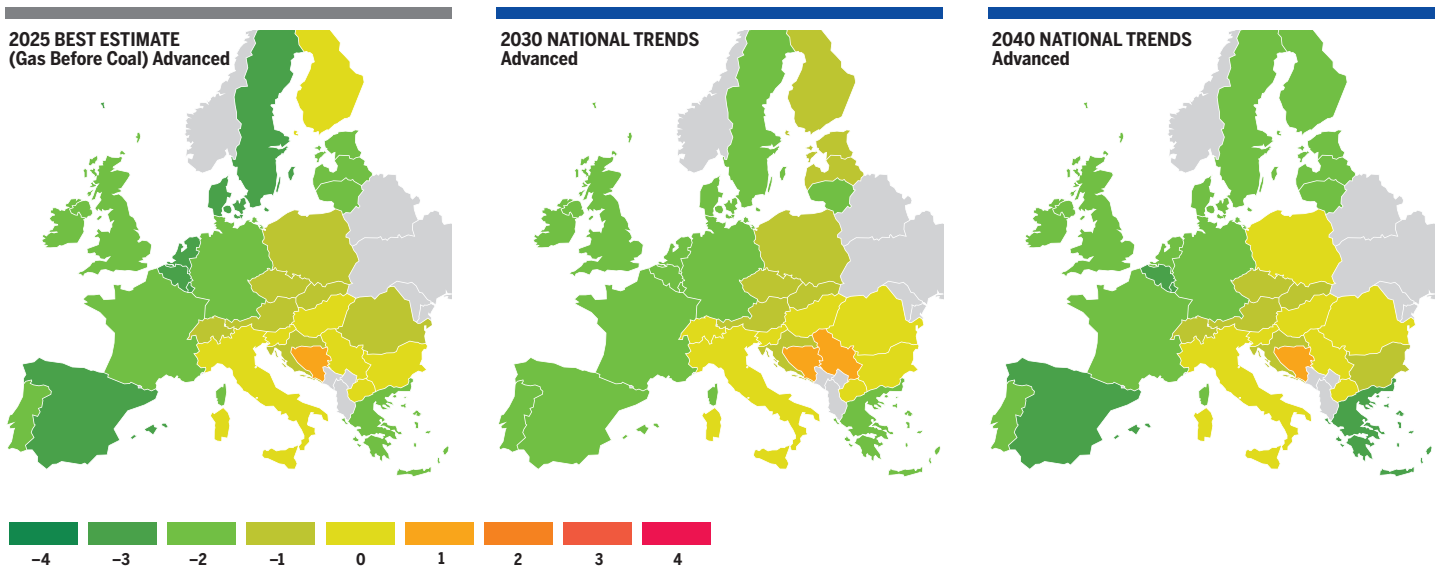 2025 BEST ESTIMATE
(Gas Before Coal) Advanced
2030 NATIONAL TRENDS
Advanced
2040 NATIONAL TRENDS
Advanced
–4 –3 –2 –1 0 1 2 3 4